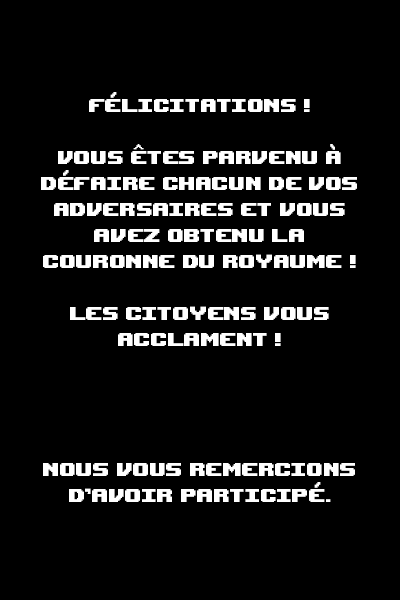 FÉLICITATIONS !
VOUS ÊTES PARVENU À
DÉFAIRE CHACUN DE VOS
ADVERSAIRES ET VOUS
AVEZ OBTENU LA
COURONNE DU ROYAUME !
LES CITOYENS VOUS
ACCLAMENT !
NOUS VOUS REMERCIONS
D'AVOIR PARTICIPÉ.